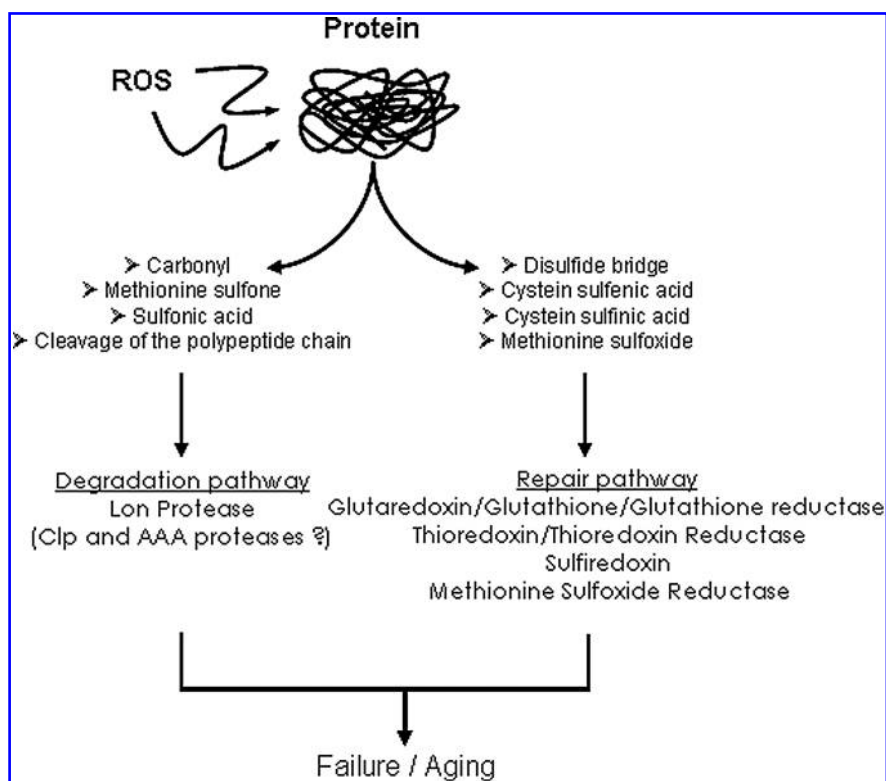 Protein
ROS
➤ Carbonyl
➤ Methionine sulfone
➤ Sulfonic acid
➤ Cleavage of the polypeptide chain
➤ Disulfide bridge
➤ Cystein sulfenic acid
➤ Cystein sulfinic acid
➤ Methionine sulfoxide
Degradation pathway
Lon Protease
(Clp and AAA proteases ?)
Repair pathway
Glutaredoxin/Glutathione/Glutathione reductase
Thioredoxin/Thioredoxin Reductase
Sulfiredoxin
Methionine Sulfoxide Reductase
Failure / Aging